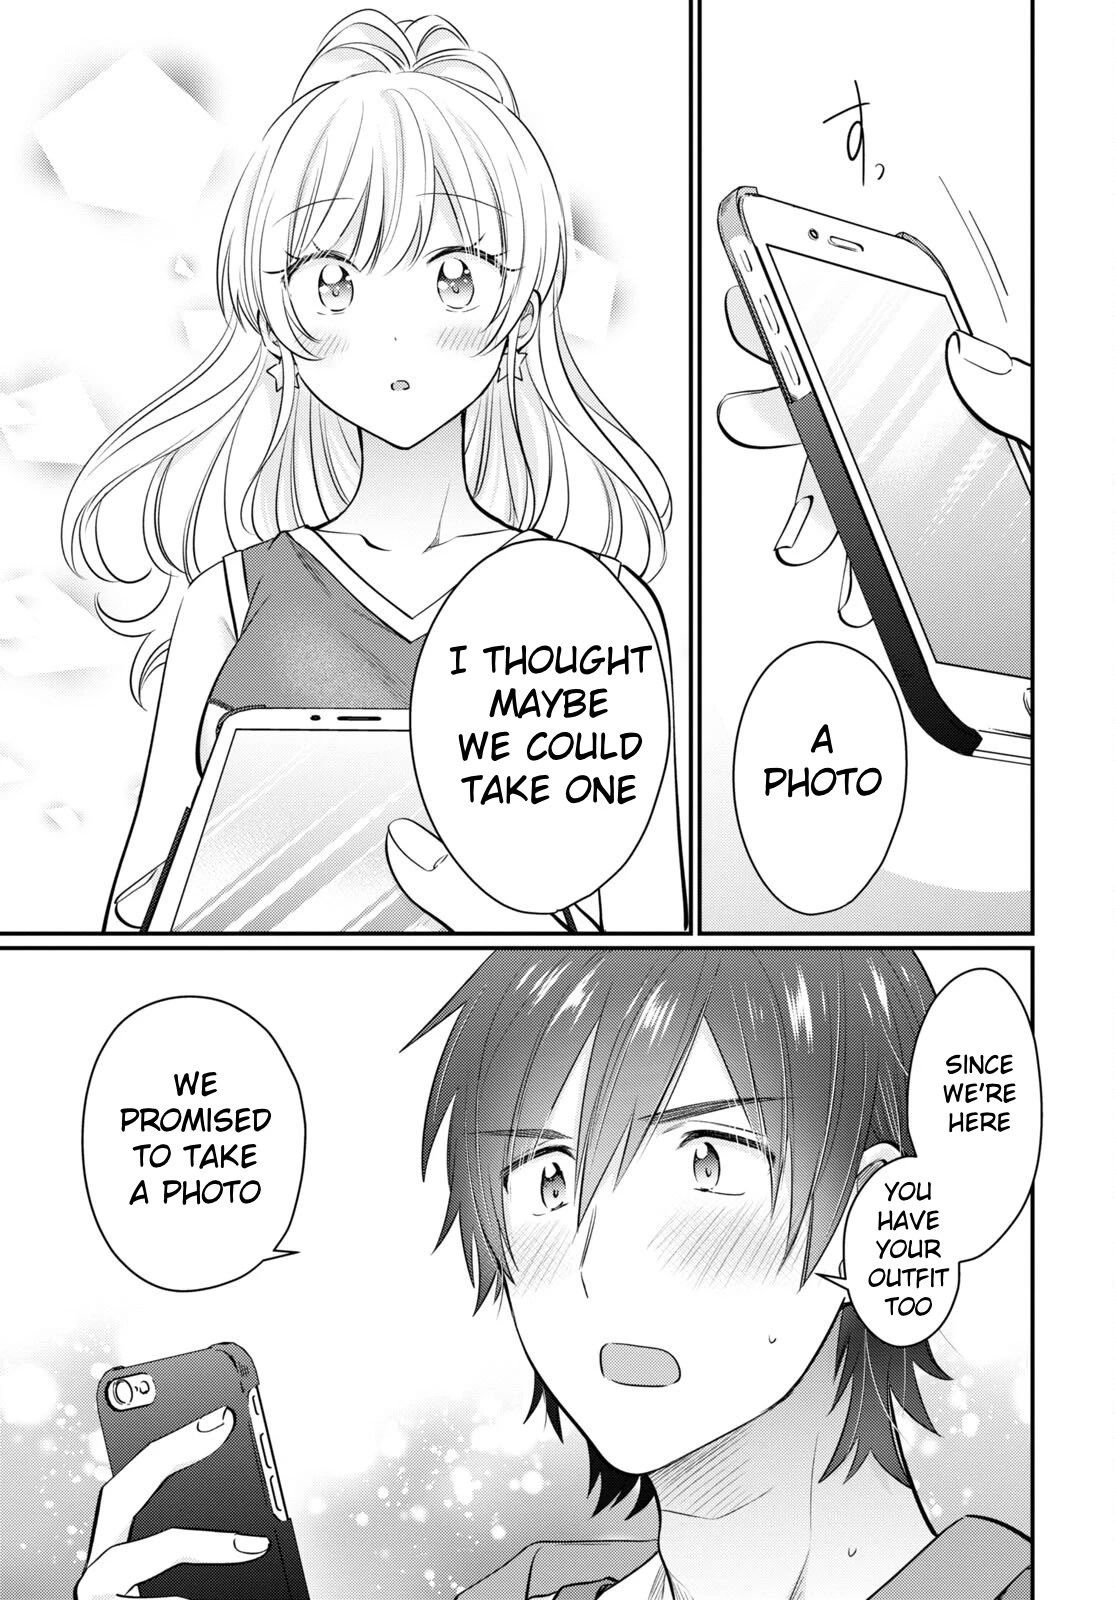 すっ
A
PHOTO
I THOUGHT
MAYBE
WE COULD
TAKE ONE
SINCE
WE'RE
HERE
YOU
HAVE
YOUR
OUTFIT
TOO
WE
PROMISED
TO TAKE
A PHOTO